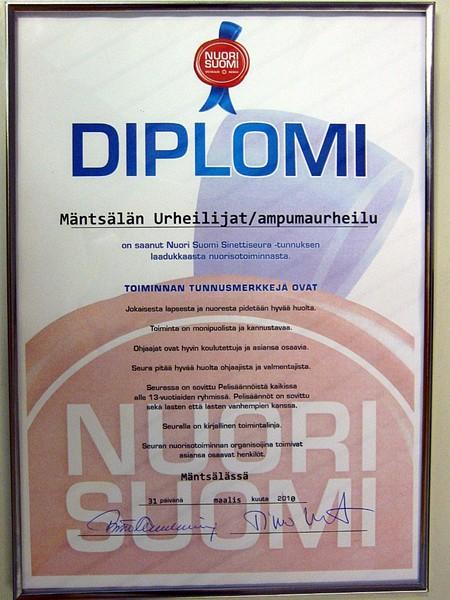 NUORI
SUOMI
DIPLOMI
Mäntsälän Urheilijat/ampumaurheilu
on saanut Nuori Suomi Sinettiseura -tunnuksen
laadukkaasta nuorisotoiminnasta.
TOIMINNAN TUNNUSMERKKEJÄ OVAT
Jokaisesta lapsesta ja nuoresta pidetään hyvää huolta.
Toiminta on monipuolista ja kannustavaa.
Ohjaajat ovat hyvin koulutettuja ja asiansa osaavia.
Seura pitää hyvää huolta ohjaajista ja valmentajista.
Seurassa on sovittu Pelisäännöistä kaikissa
alle 13-vuotiaiden ryhmissä. Pelisäännöt on sovittu
sekä lasten että lasten vanhempien kanssa.
Seuralla on kirjallinen toimintalinja.
Seuran nuorisotoiminnan organisoijina toimivat
asiansa osaavat henkilöt.
Mäntsälässä
31 päivänä maalis kuuta 2010
NUORI
SUOMI